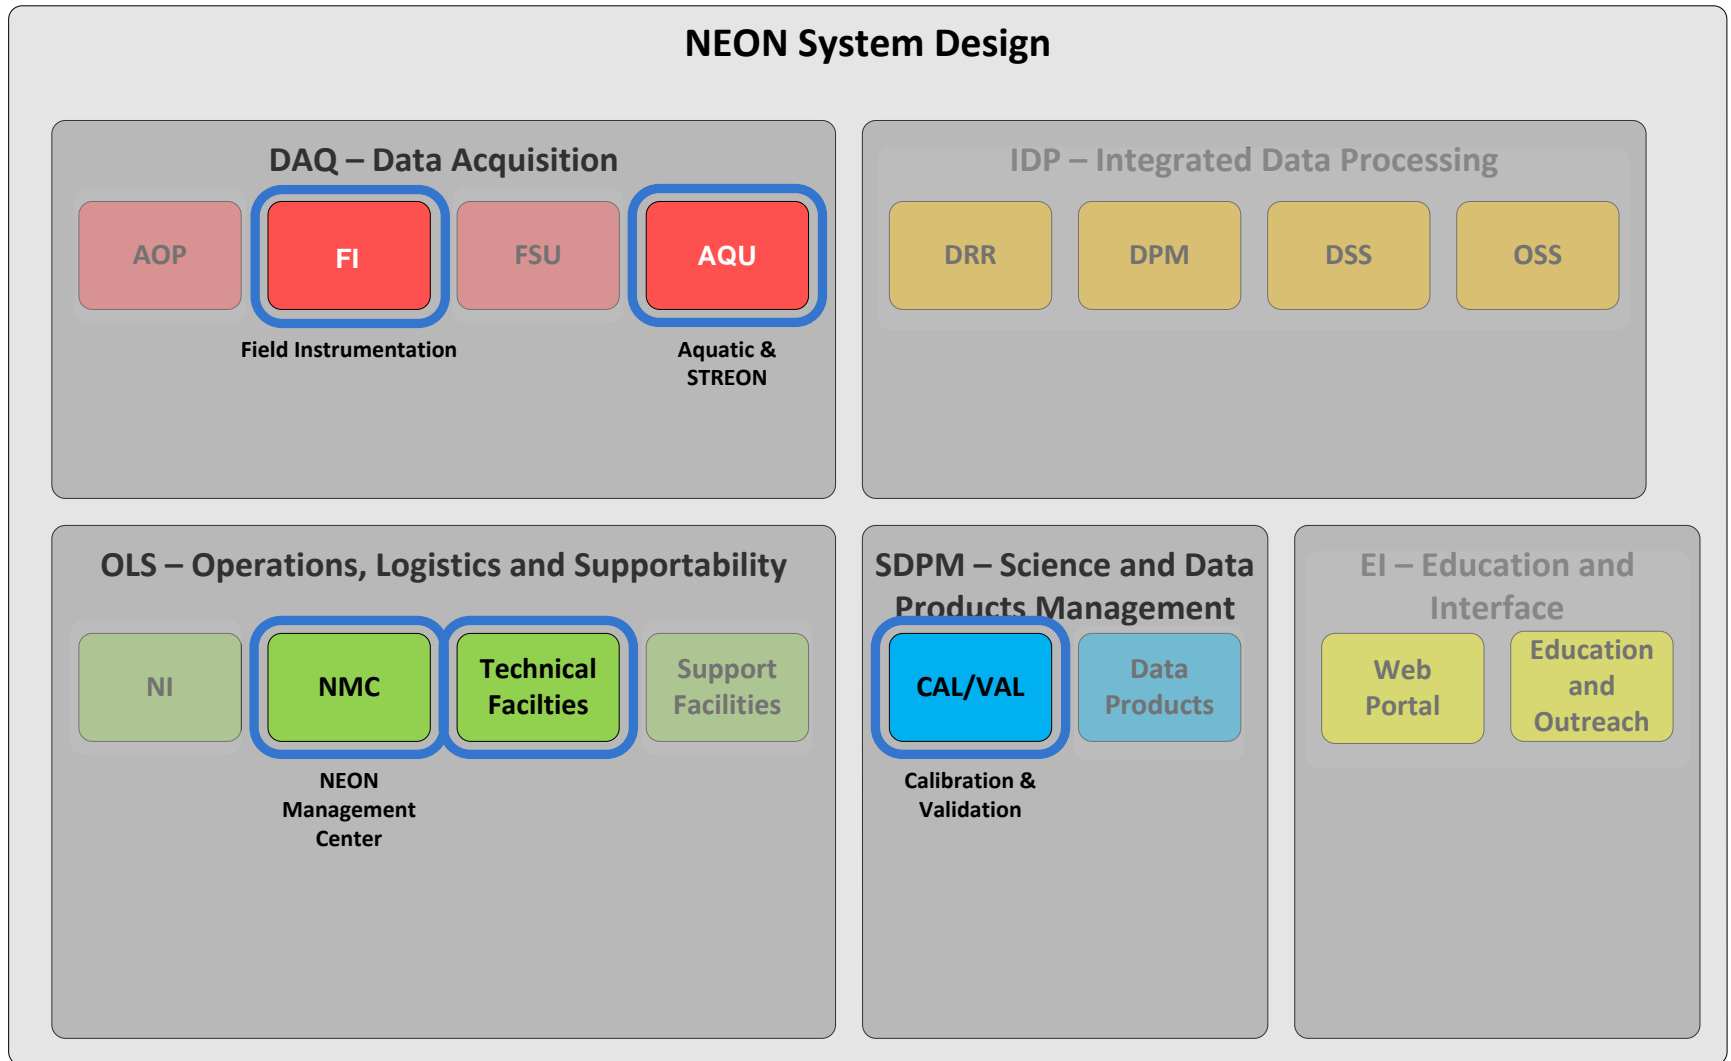 NEON System Design
DAQ – Data Acquisition
AOP
FI
FSU
AQU
Field Instrumentation
Aquatic &
STREON
IDP – Integrated Data Processing
DRR
DPM
DSS
OSS
OLS – Operations, Logistics and Supportability
NI
NMC
Technical
Facilties
Support
Facilities
NEON
Management
Center
SDPM – Science and Data
Products Management
CAL/VAL
Data
Products
Calibration &
Validation
EI – Education and
Interface
Web
Portal
Education
and
Outreach